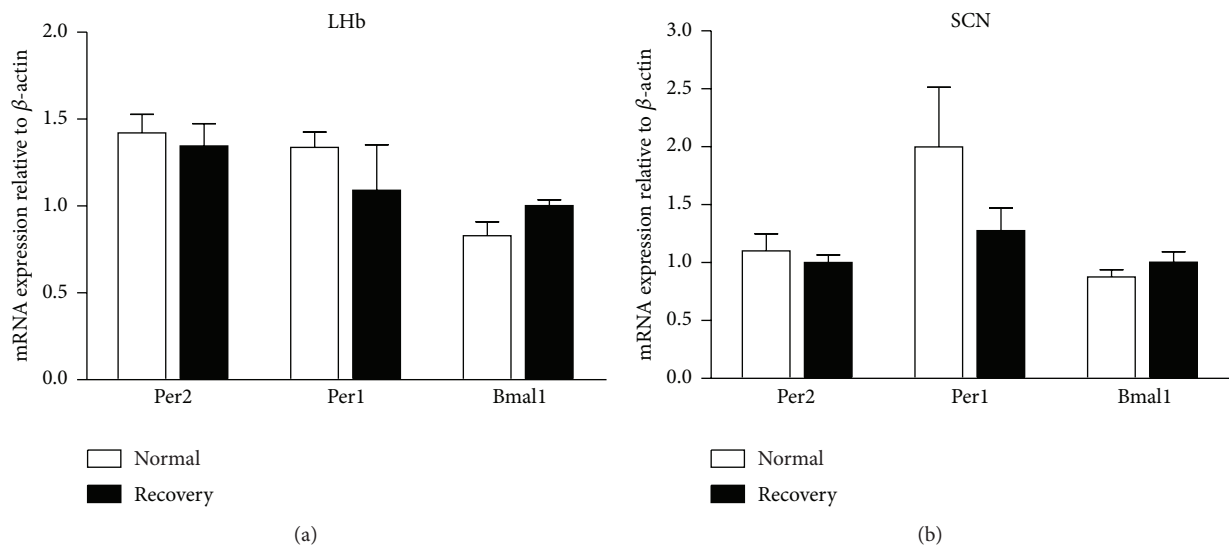 LHb
mRNA expression relative to β-actin
2.0
1.5
1.0
0.5
0.0
Per2 Per1 Bmal1
Normal
Recovery
(a)
SCN
mRNA expression relative to β-actin
3.0
2.5
2.0
1.5
1.0
0.5
0.0
Per2 Per1 Bmal1
Normal
Recovery
(b)